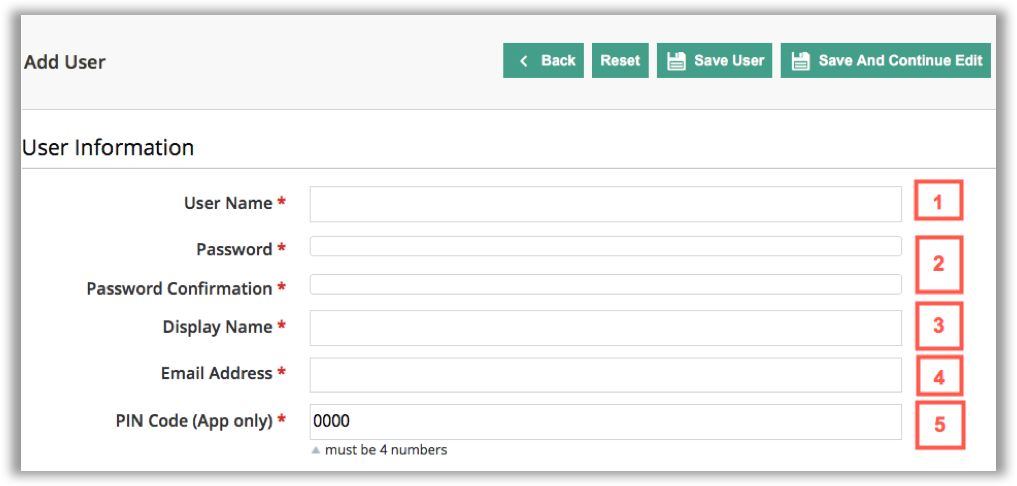 Add User
Back Reset Save User Save And Continue Edit
User Information
User Name * 1
Password *
2
Password Confirmation *
Display Name * 3
Email Address * 4
PIN Code (App only) * 0000 5
must be 4 numbers